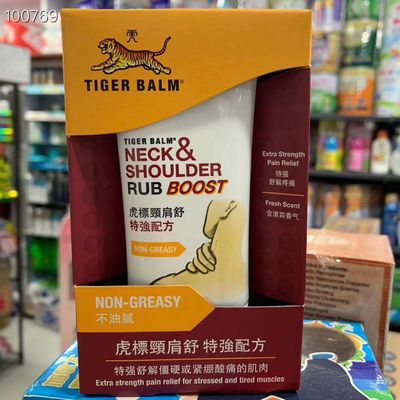 100769
TIGER BALM®
TIGER BALM®
NECK &
SHOULDER
RUB BOOST
虎標頸肩舒
特強配方
NON-GREASY
Extra Strength
Pain Relief
特強
舒解疼痛
Fresh Scent
含清爽香气
NON-GREASY
不油膩
虎標頸肩舒 特強配方
特強舒解僵硬或紧绷酸痛的肌肉
Extra strength pain relief for stressed and tired muscles